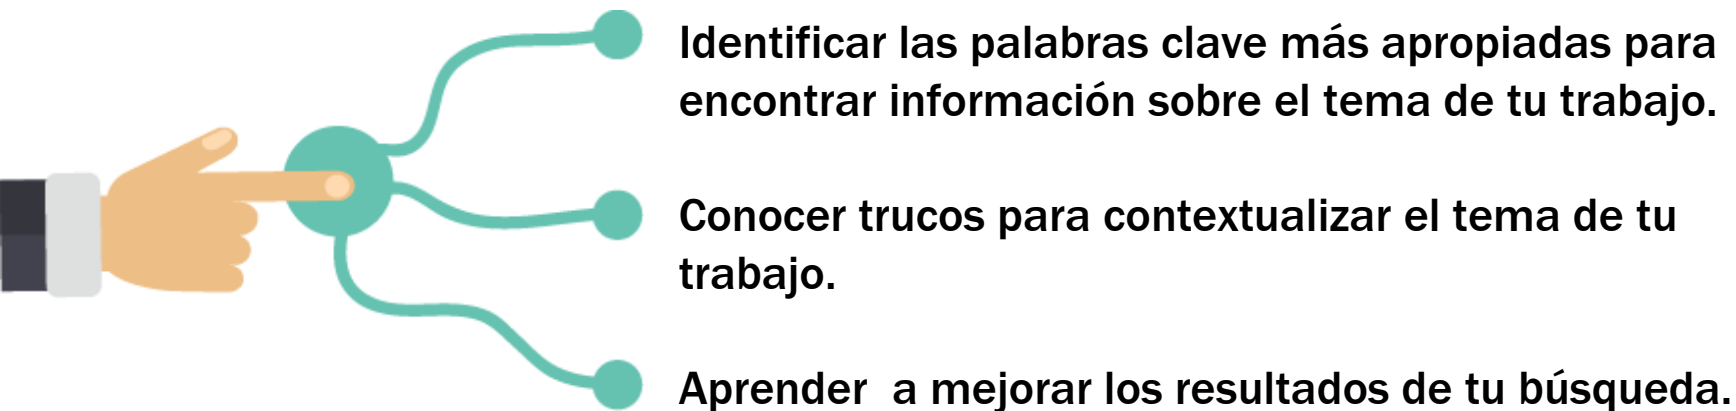 Identificar las palabras clave más apropiadas para
encontrar información sobre el tema de tu trabajo.
Conocer trucos para contextualizar el tema de tu
trabajo.
Aprender  a mejorar los resultados de tu búsqueda.